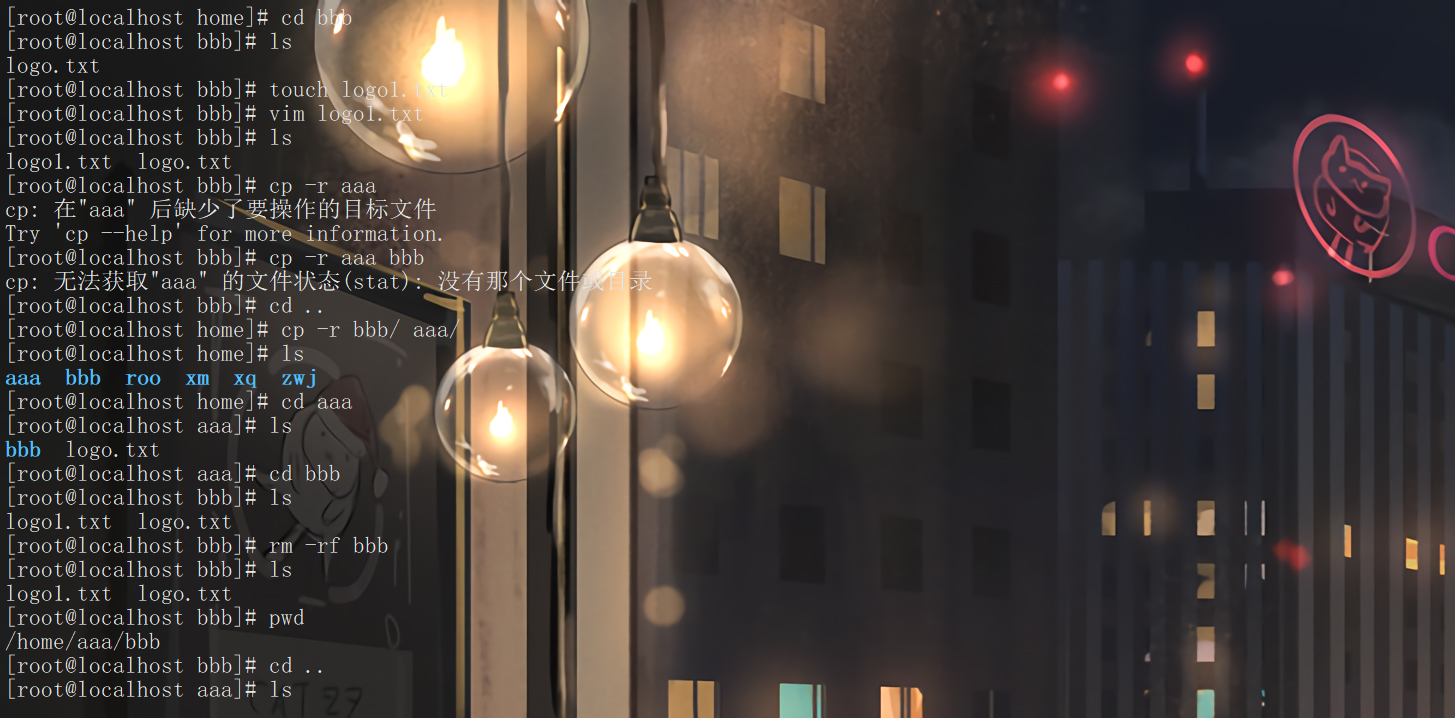 [root@localhost home]# cd bbb
[root@localhost bbb]# ls
logo.txt
[root@localhost bbb]# touch logo1.txt
[root@localhost bbb]# vim logo1.txt
[root@localhost bbb]# ls
logo1.txt  logo.txt
[root@localhost bbb]# cp -r aaa
cp: 在"aaa" 后缺少了要操作的目标文件
Try 'cp --help' for more information.
[root@localhost bbb]# cp -r aaa bbb
cp: 无法获取"aaa" 的文件状态(stat): 没有那个文件或目录
[root@localhost bbb]# cd ..
[root@localhost home]# cp -r bbb/ aaa/
[root@localhost home]# ls
aaa  bbb  roo  xm  xq  zwj
[root@localhost home]# cd aaa
[root@localhost aaa]# ls
bbb  logo.txt
[root@localhost aaa]# cd bbb
[root@localhost bbb]# ls
logo1.txt  logo.txt
[root@localhost bbb]# rm -rf bbb
[root@localhost bbb]# ls
logo1.txt  logo.txt
[root@localhost bbb]# pwd
/home/aaa/bbb
[root@localhost bbb]# cd ..
[root@localhost aaa]# ls